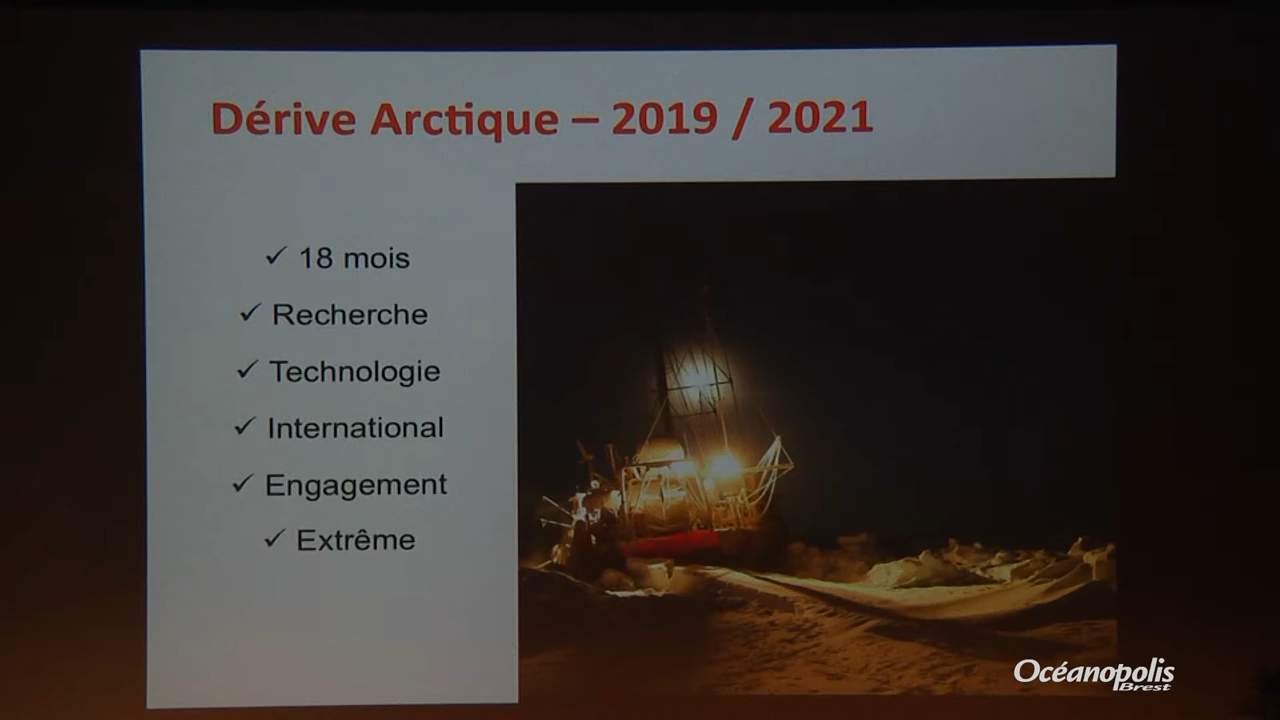 Dérive Arctique – 2019 / 2021
✓ 18 mois
✓ Recherche
✓ Technologie
✓ International
✓ Engagement
✓ Extrême
Océanopolis
Brest